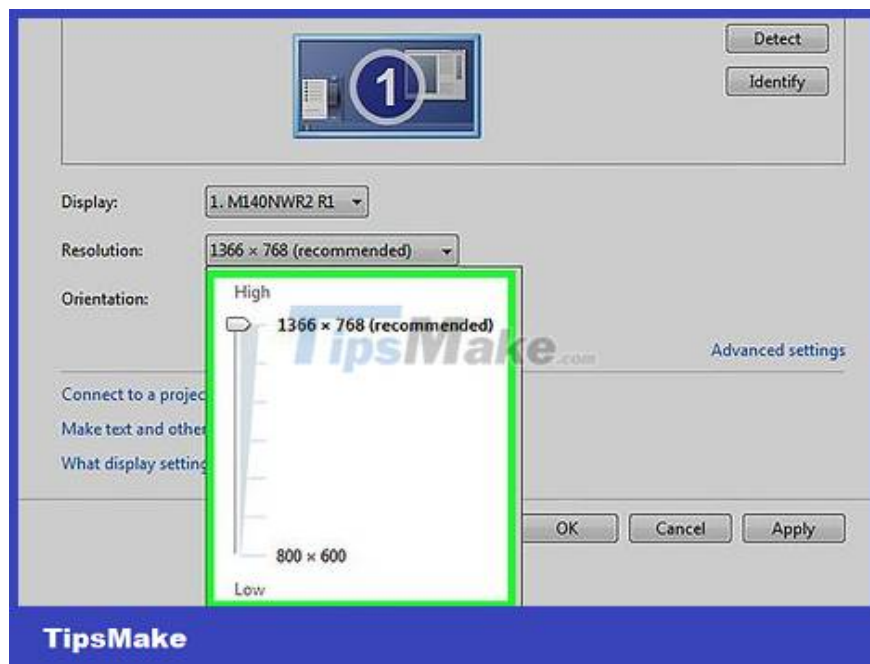 1
Detect
Identify
Display: 1. M140NWR2 R1
Resolution: 1366 × 768 (recommended)
Orientation:
High
1366 × 768 (recommended)
TipsMake.com
Advanced settings
Connect to a projec
Make text and other
What display setting
800 × 600
Low
OK Cancel Apply
TipsMake